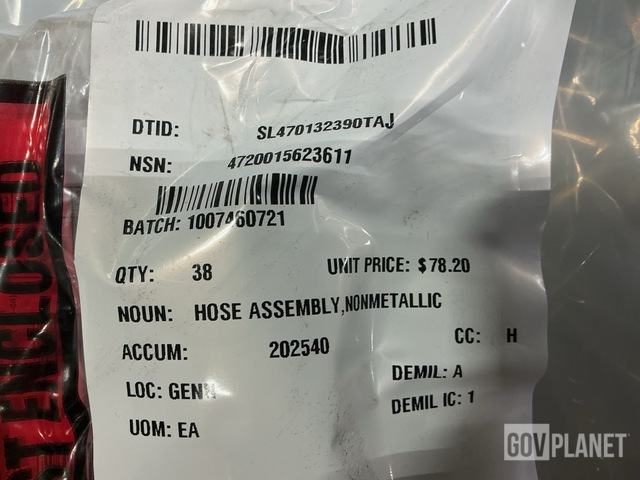 DTID: SL470132390TAJ
NSN: 4720015623611
BATCH: 1007460721
QTY: 38 UNIT PRICE: $78.20
NOUN: HOSE ASSEMBLY,NONMETALLIC
ACCUM: 202540 CC: H
LOC: DEMIL: A
UOM: EA DEMIL IC: 1
ENCLOSED
GOVPLANET